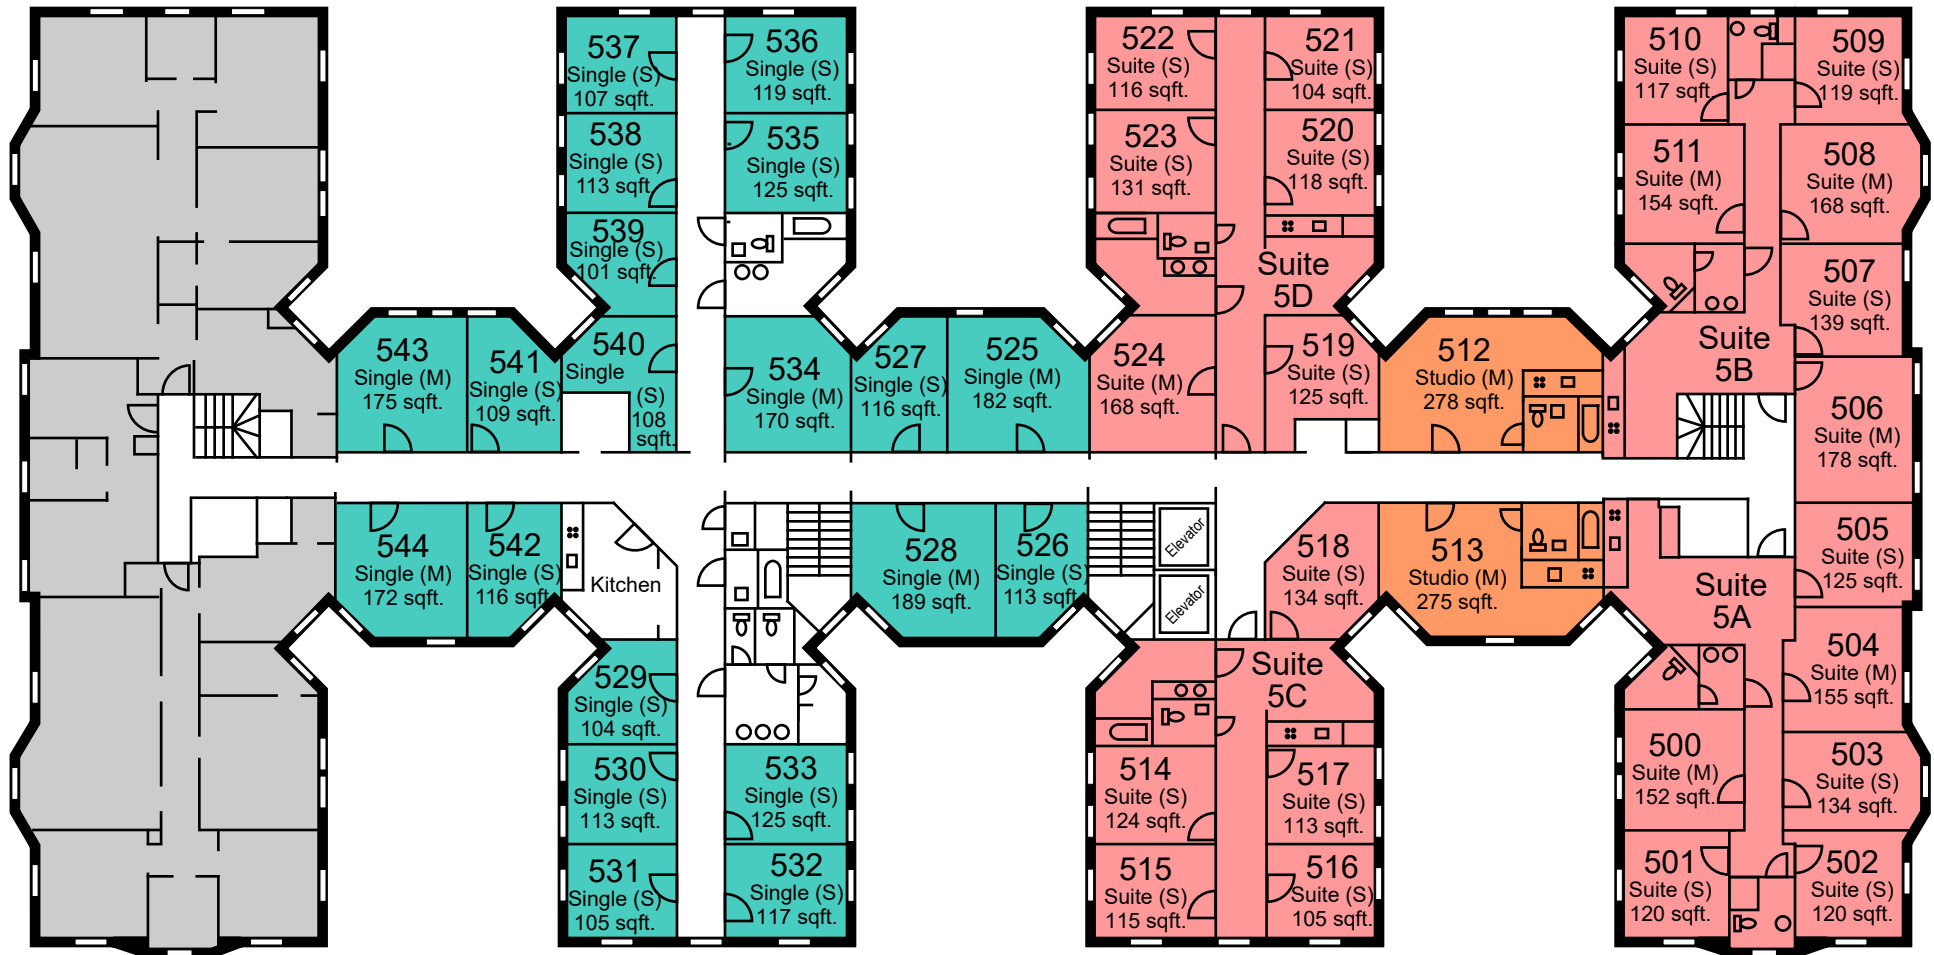 537
Single (S)
107 sqft.
536
Single (S)
119 sqft.
522
Suite (S)
116 sqft.
521
Suite (S)
104 sqft.
510
Suite (S)
117 sqft.
509
Suite (S)
119 sqft.
538
Single (S)
113 sqft.
535
Single (S)
125 sqft.
523
Suite (S)
131 sqft.
520
Suite (S)
118 sqft.
511
Suite (M)
154 sqft.
508
Suite (M)
168 sqft.
539
Single (S)
101 sqft.
Suite
5D
507
Suite (S)
139 sqft.
543
Single (M)
175 sqft.
541
Single (S)
109 sqft.
540
Single
(S)
108
sqft.
534
Single (M)
170 sqft.
527
Single (S)
116 sqft.
525
Single (M)
182 sqft.
524
Suite (M)
168 sqft.
519
Suite (S)
125 sqft.
512
Studio (M)
278 sqft.
Suite
5B
506
Suite (M)
178 sqft.
544
Single (M)
172 sqft.
542
Single (S)
116 sqft.
Kitchen
528
Single (M)
189 sqft.
526
Single (S)
113 sqft.
Elevator
Elevator
518
Suite (S)
134 sqft.
513
Studio (M)
275 sqft.
Suite
5A
505
Suite (S)
125 sqft.
504
Suite (M)
155 sqft.
529
Single (S)
104 sqft.
Suite
5C
530
Single (S)
113 sqft.
533
Single (S)
125 sqft.
514
Suite (S)
124 sqft.
517
Suite (S)
113 sqft.
500
Suite (M)
152 sqft.
503
Suite (S)
134 sqft.
531
Single (S)
105 sqft.
532
Single (S)
117 sqft.
515
Suite (S)
115 sqft.
516
Suite (S)
105 sqft.
501
Suite (S)
120 sqft.
502
Suite (S)
120 sqft.